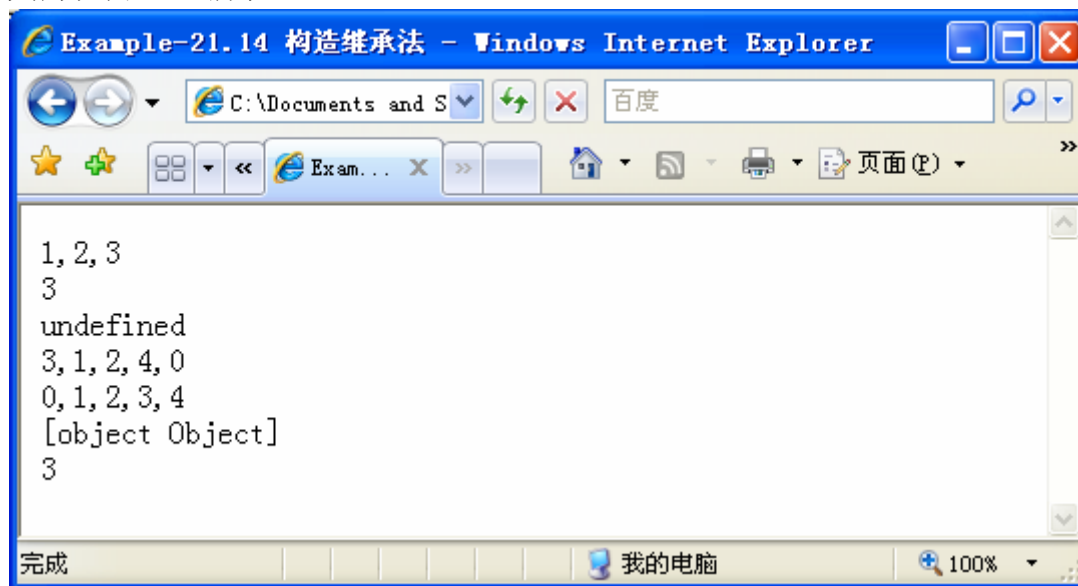 Example-21.14 构造继承法 - Windows Internet Explorer
C:\Documents and S
百度
Exam...
页面(P)
1,2,3
3
undefined
3,1,2,4,0
0,1,2,3,4
[object Object]
3
完成
我的电脑
100%